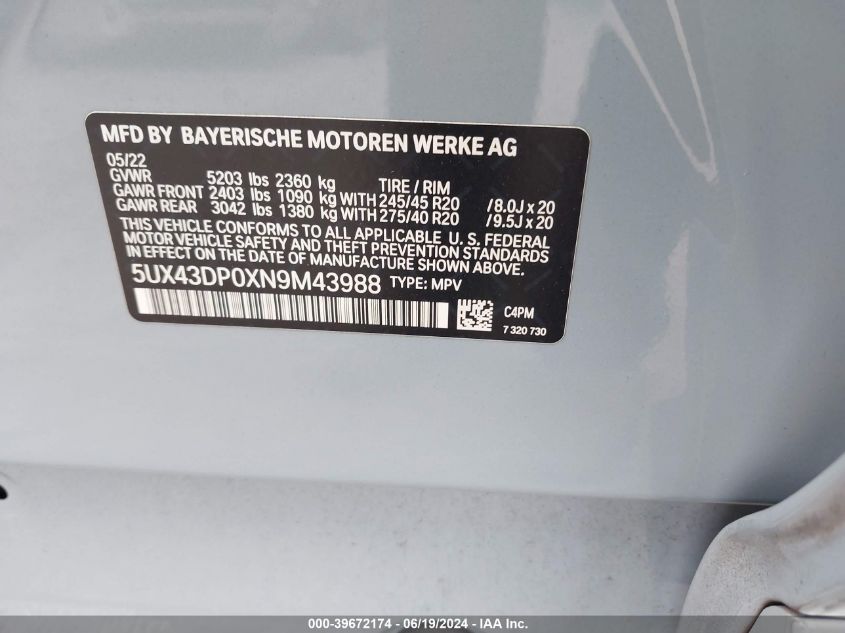 MFD BY BAYERISCHE MOTOREN WERKE AG
05/22
GVWR 5203 lbs 2360 kg TIRE / RIM
GAWR FRONT 2403 lbs 1090 kg WITH 245/45 R20 /8.0J x 20
GAWR REAR 3042 lbs 1380 kg WITH 275/40 R20 /9.5J x 20
THIS VEHICLE CONFORMS TO ALL APPLICABLE U. S. FEDERAL
MOTOR VEHICLE SAFETY AND THEFT PREVENTION STANDARDS
IN EFFECT ON THE DATE OF MANUFACTURE SHOWN ABOVE.
5UX43DP0XN9M43988 TYPE: MPV
C4PM
7 320 730
000-39672174 / 06/19/2024 - IAA Inc.